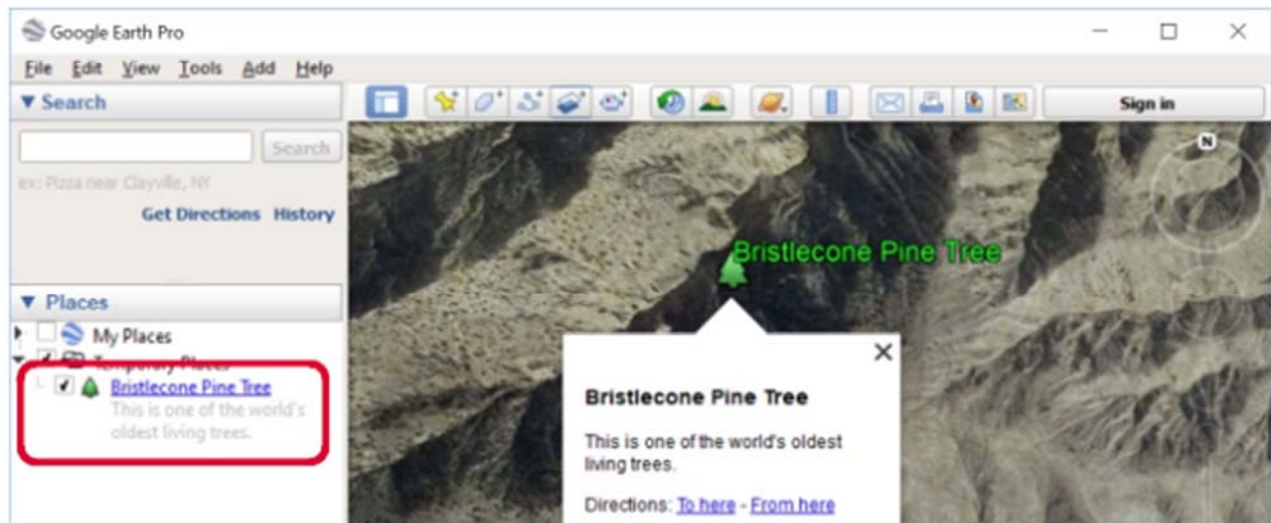 Google Earth Pro
File Edit View Tools Add Help
Search
Sign in
Search
ex: Pizza near Clayville, NY
Get Directions History
N
Bristlecone Pine Tree
Places
My Places
Temporary Places
Bristlecone Pine Tree
This is one of the world's
oldest living trees.
Bristlecone Pine Tree
This is one of the world's oldest
living trees.
Directions: To here - From here